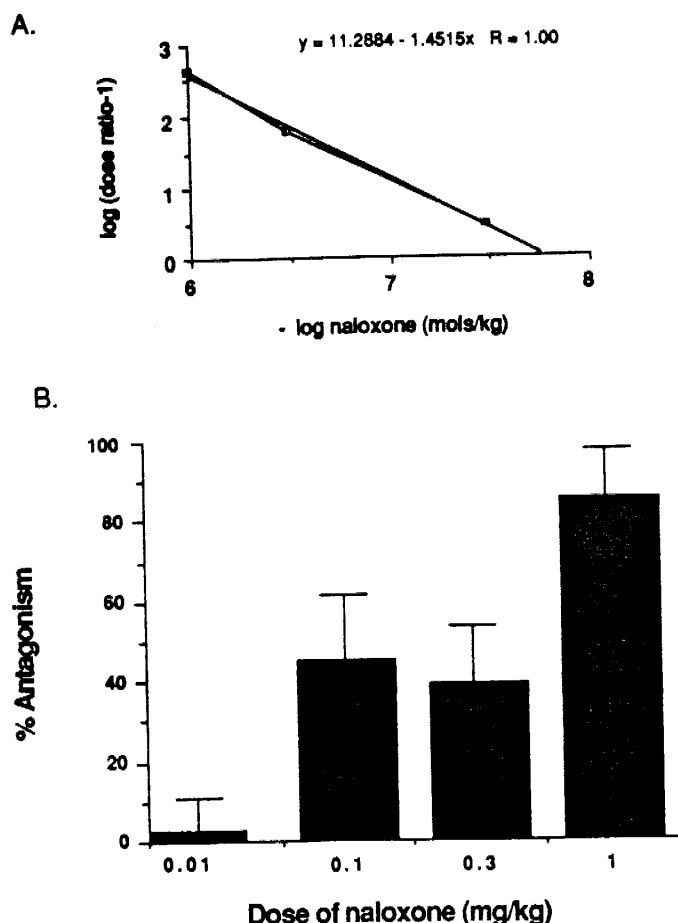 A.
y = 11.2884 - 1.4515x R = 1.00
3
2
1
0
log (dose ratio-1)
6
7
8
- log naloxone (mols/kg)
B.
100
80
60
40
20
0
% Antagonism
0.01
0.1
0.3
1
Dose of naloxone (mg/kg)